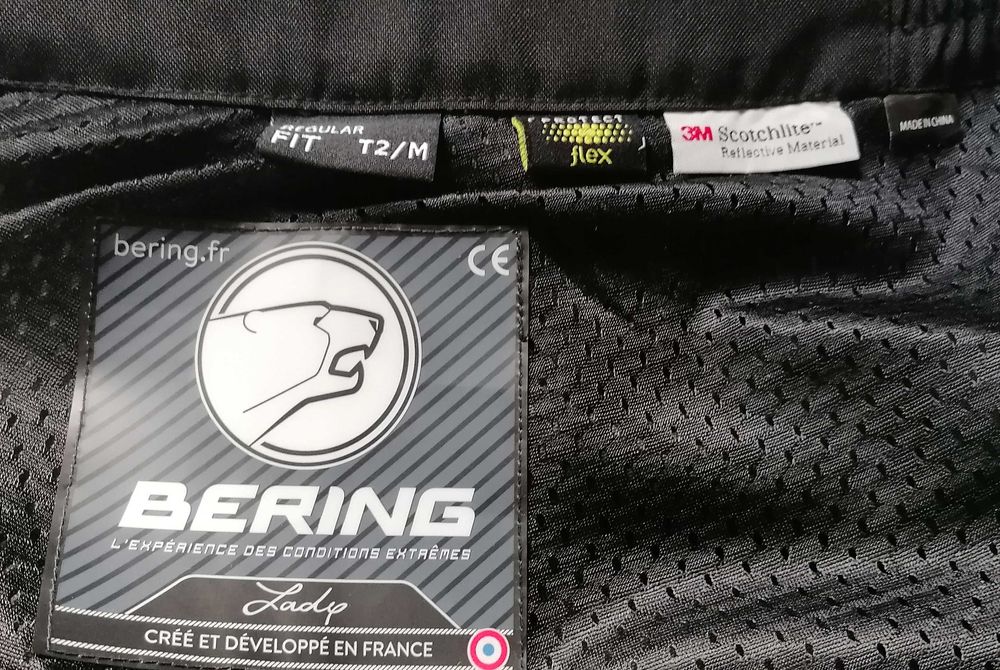 REGULAR
FIT T2/M
PROTECT
flex
3M Scotchlite™
Reflective Material
MADE IN CHINA
bering.fr
CE
BERING
L'EXPÉRIENCE DES CONDITIONS EXTRÊMES
Lady
CRÉÉ ET DÉVELOPPÉ EN FRANCE